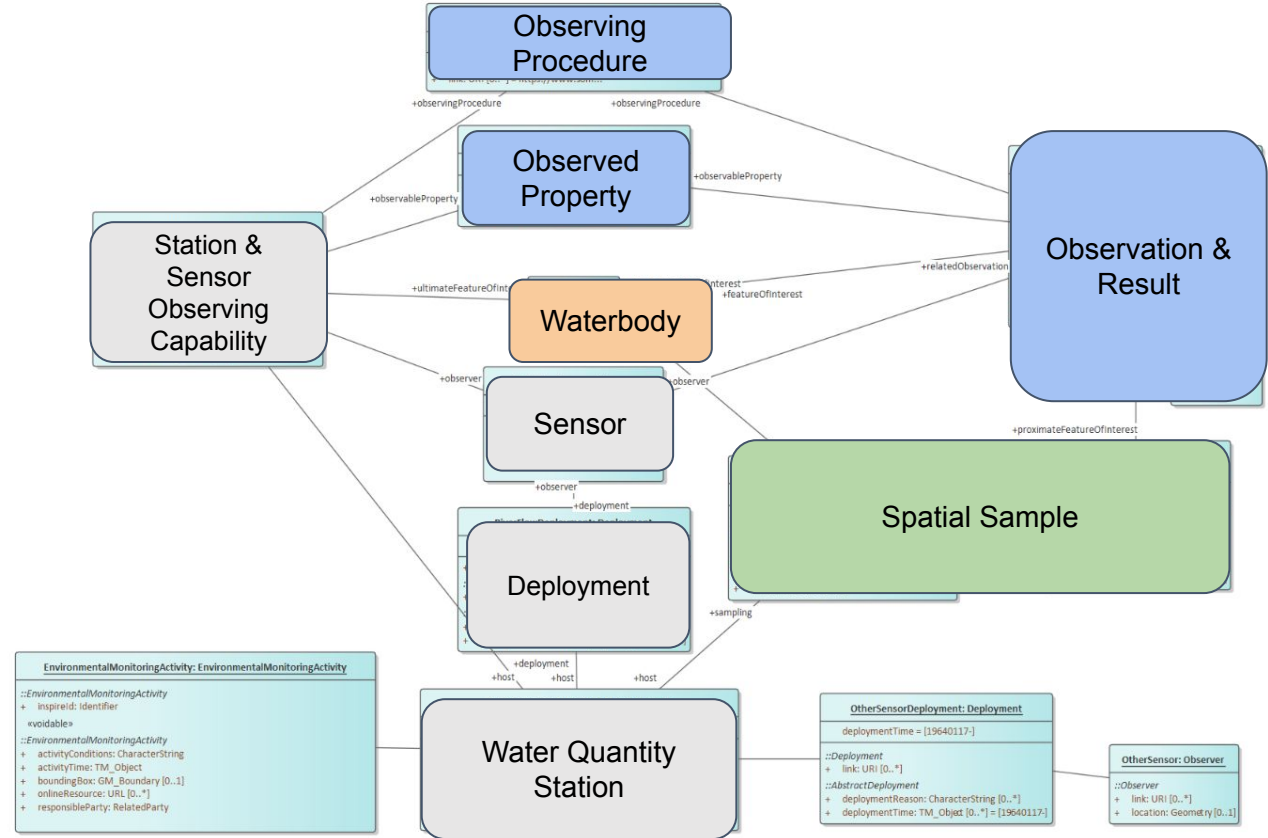 Observing
Procedure
+observingProcedure
+observingProcedure
Observed
Property
+observableProperty
+observableProperty
Station &
Sensor
Observing
Capability
Observation &
Result
+relatedObservation
+ultimateFeatureOfInt
+featureOfInterest
Waterbody
+observer
+observer
Sensor
+proximateFeatureOfInterest
+observer
+deployment
Spatial Sample
Deployment
+sampling
+deployment
+host
+host
+host
Water Quantity
Station
EnvironmentalMonitoringActivity: EnvironmentalMonitoringActivity
::EnvironmentalMonitoringActivity
+ inspireId: Identifier
«voidable»
::EnvironmentalMonitoringActivity
+ activityConditions: CharacterString
+ activityTime: TM_Object
+ boundingBox: GM_Boundary [0..1]
+ onlineResource: URL [0..*]
+ responsibleParty: RelatedParty
OtherSensorDeployment: Deployment
deploymentTime = [19640117-]
::Deployment
+ link: URI [0..*]
::AbstractDeployment
+ deploymentReason: CharacterString [0..*]
+ deploymentTime: TM_Object [0..*] = [19640117-]
OtherSensor: Observer
::Observer
+ link: URI [0..*]
+ location: Geometry [0..1]